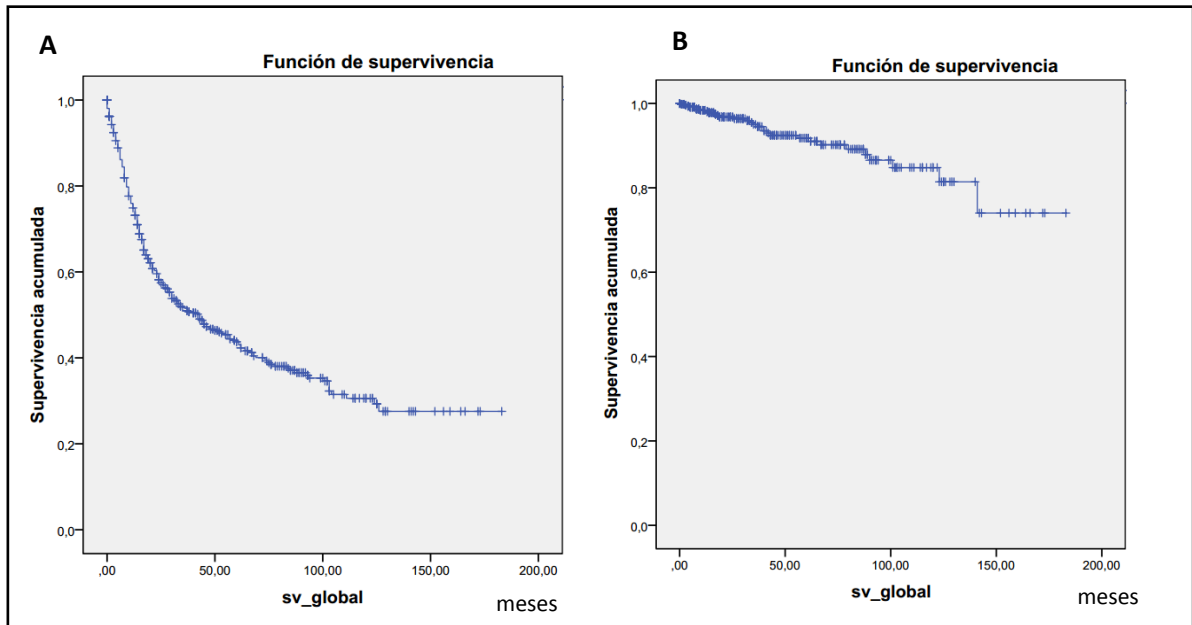 A
Función de supervivencia
Supervivencia acumulada
1,0
0,8
0,6
0,4
0,2
0,0
,00
50,00
100,00
150,00
200,00
sv_global
meses
B
Función de supervivencia
Supervivencia acumulada
1,0
0,8
0,6
0,4
0,2
0,0
,00
50,00
100,00
150,00
200,00
sv_global
meses